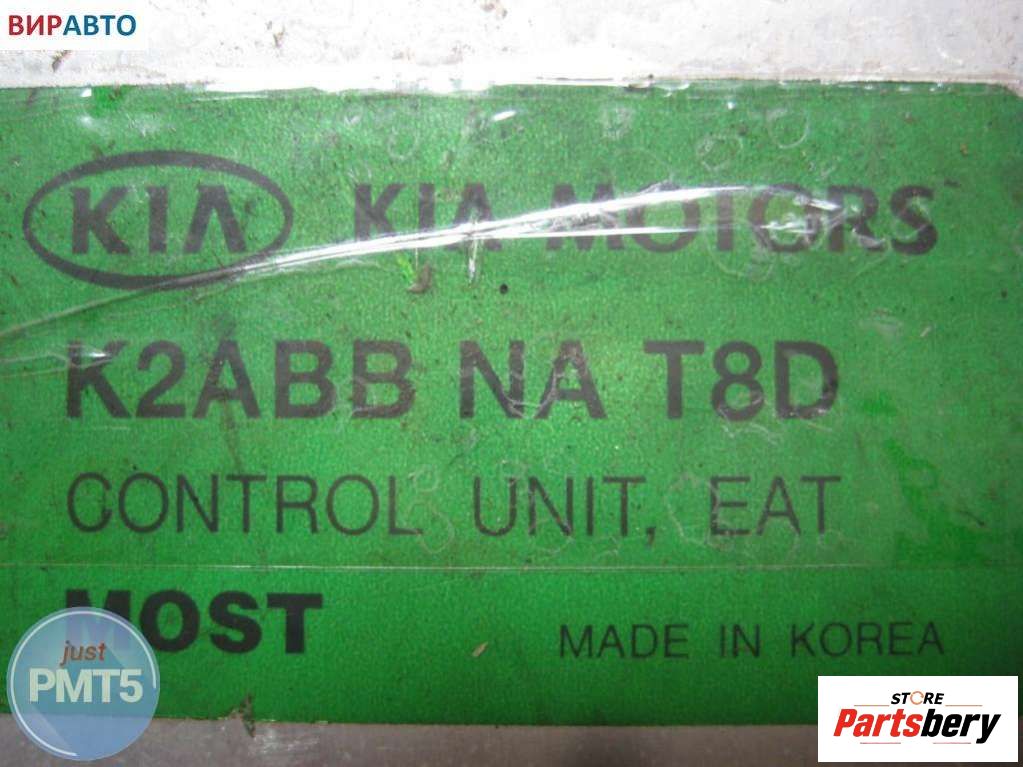 ВИРАВТО
KIA KIA MOTORS
K2ABB NA T8D
CONTROL UNIT, EAT
MOST
MADE IN KOREA
just
PMT5
STORE
Partsbery